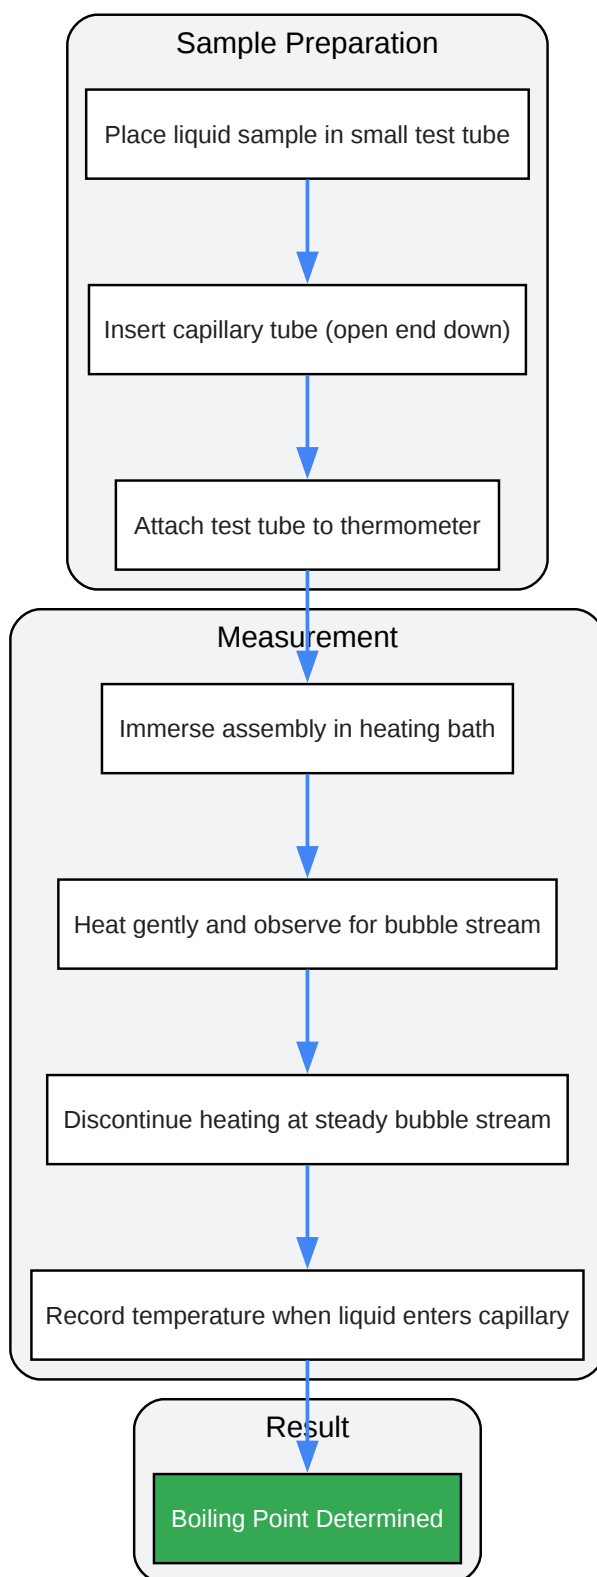 Sample Preparation
Place liquid sample in small test tube
Insert capillary tube (open end down)
Attach test tube to thermometer
Measurement
Immerse assembly in heating bath
Heat gently and observe for bubble stream
Discontinue heating at steady bubble stream
Record temperature when liquid enters capillary
Result
Boiling Point Determined